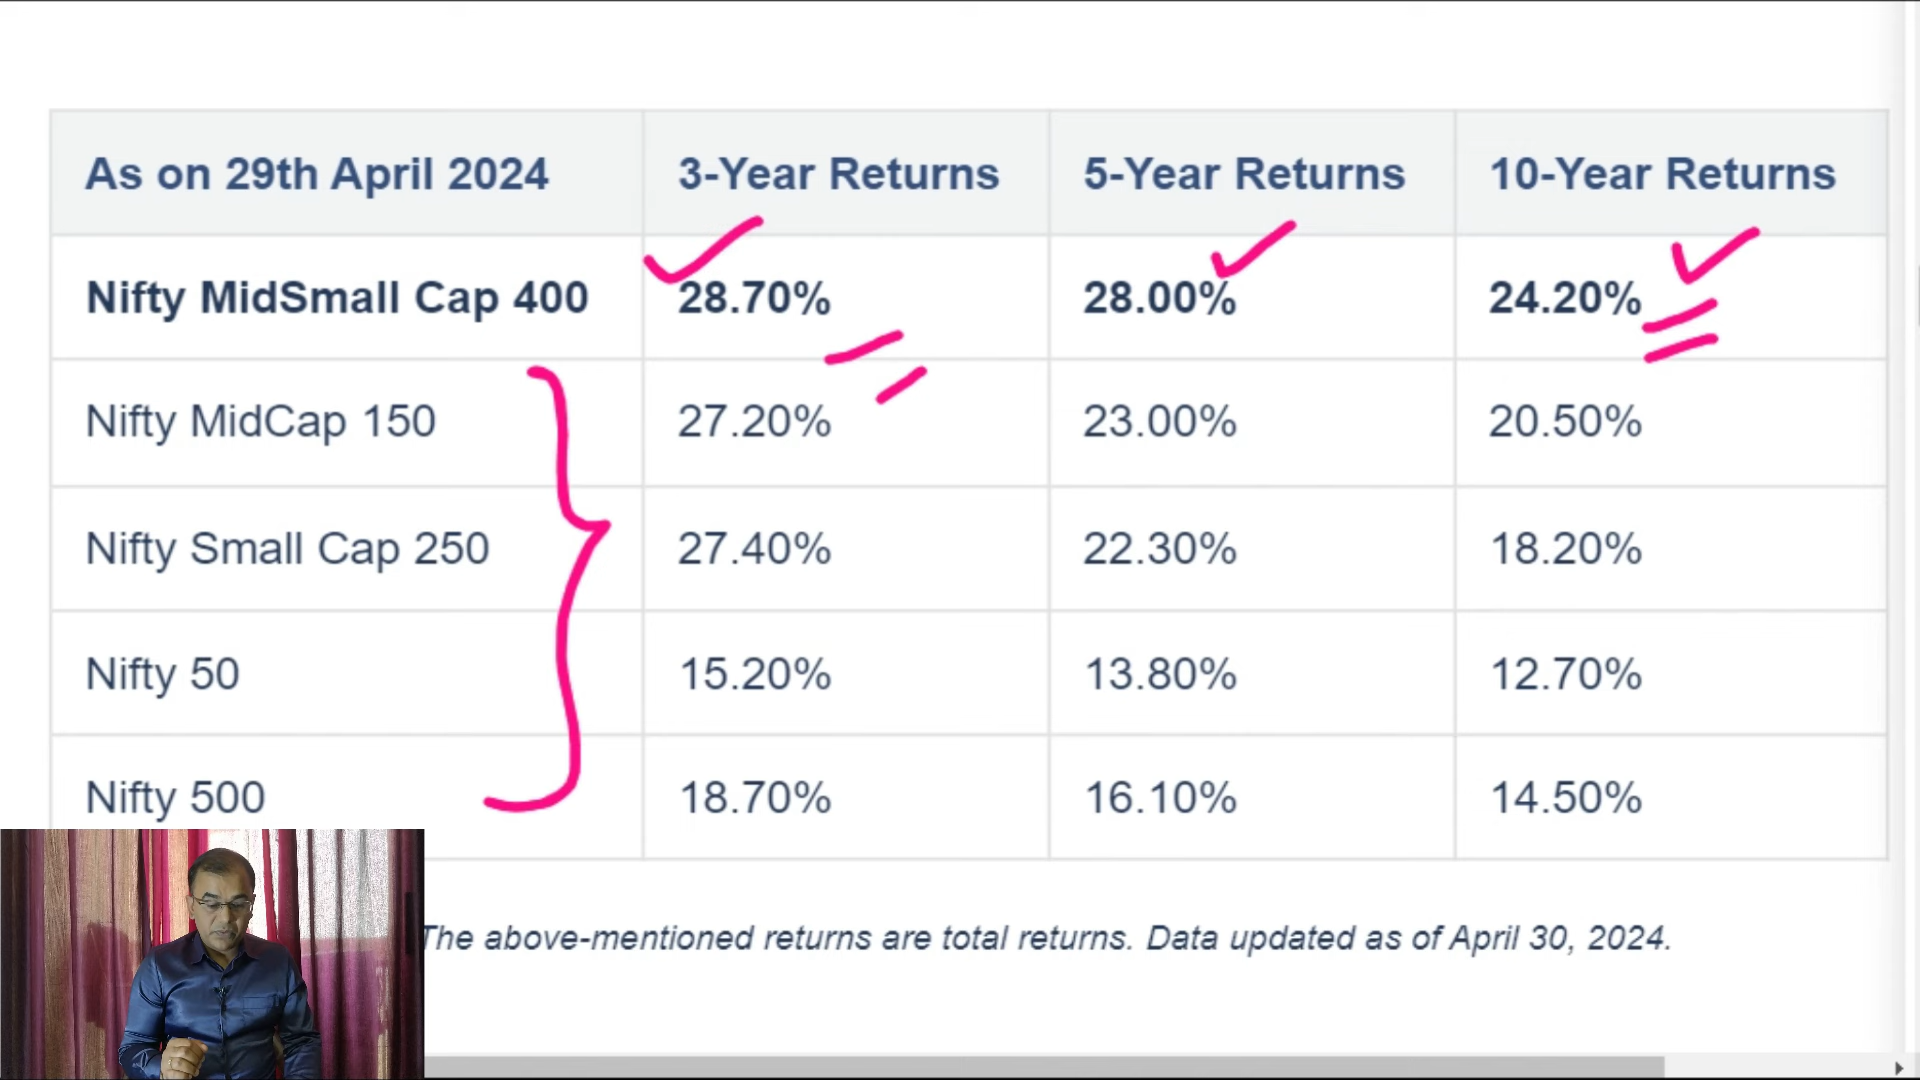 As on 29th April 2024 3-Year Returns 5-Year Returns 10-Year Returns
Nifty MidSmall Cap 400 28.70% 28.00% 24.20%
Nifty MidCap 150 27.20% 23.00% 20.50%
Nifty Small Cap 250 27.40% 22.30% 18.20%
Nifty 50 15.20% 13.80% 12.70%
Nifty 500 18.70% 16.10% 14.50%
The above-mentioned returns are total returns. Data updated as of April 30, 2024.